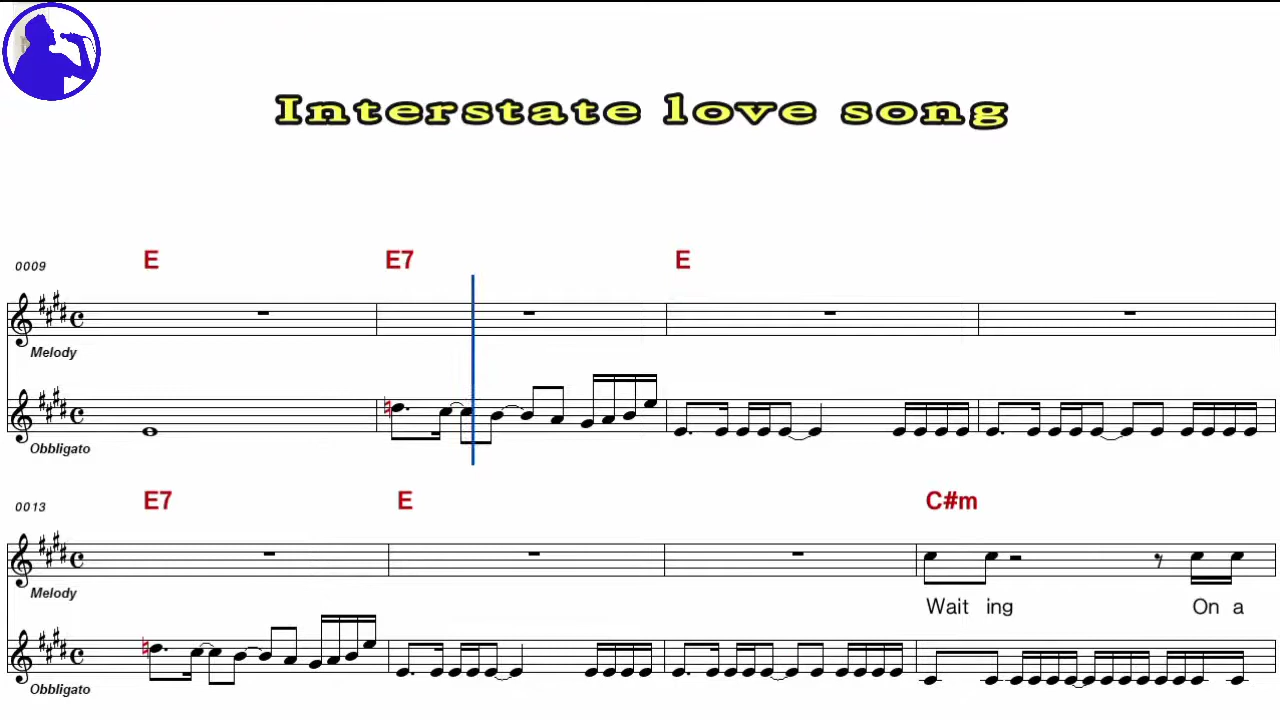 Interstate love song
E E7 E
0009
Melody
Obbligato
E7 E C#m
0013
Melody
Wait ing On a
Obbligato